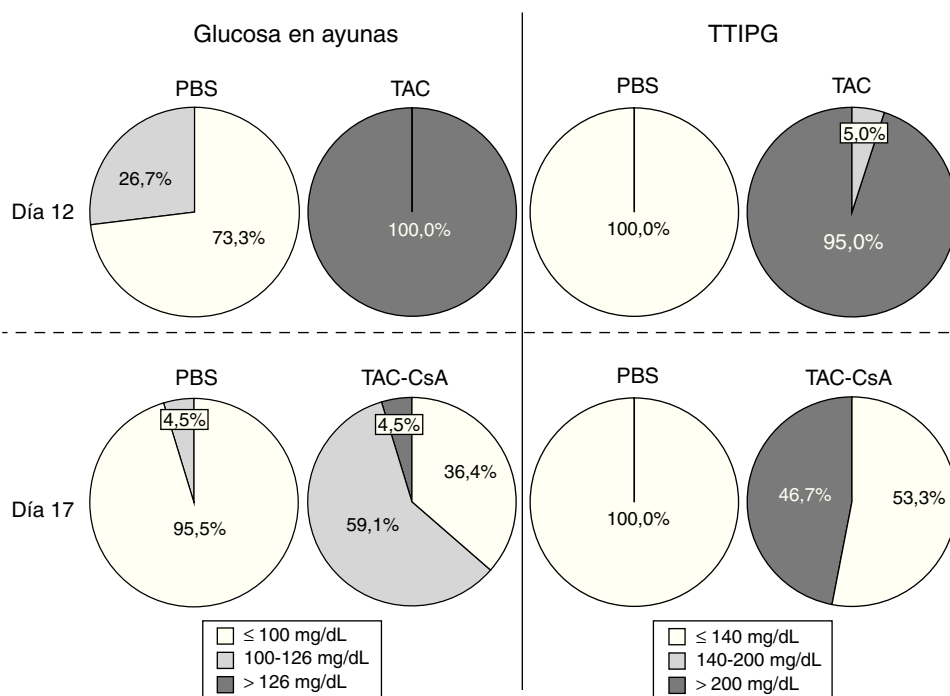 Glucosa en ayunas
TTIPG
PBS
TAC
PBS
TAC
Día 12
26,7%
73,3%
100,0%
100,0%
5,0%
95,0%
PBS
TAC-CsA
PBS
TAC-CsA
Día 17
4,5%
95,5%
4,5%
36,4%
59,1%
100,0%
46,7%
53,3%
≤ 100 mg/dL
100-126 mg/dL
> 126 mg/dL
≤ 140 mg/dL
140-200 mg/dL
> 200 mg/dL